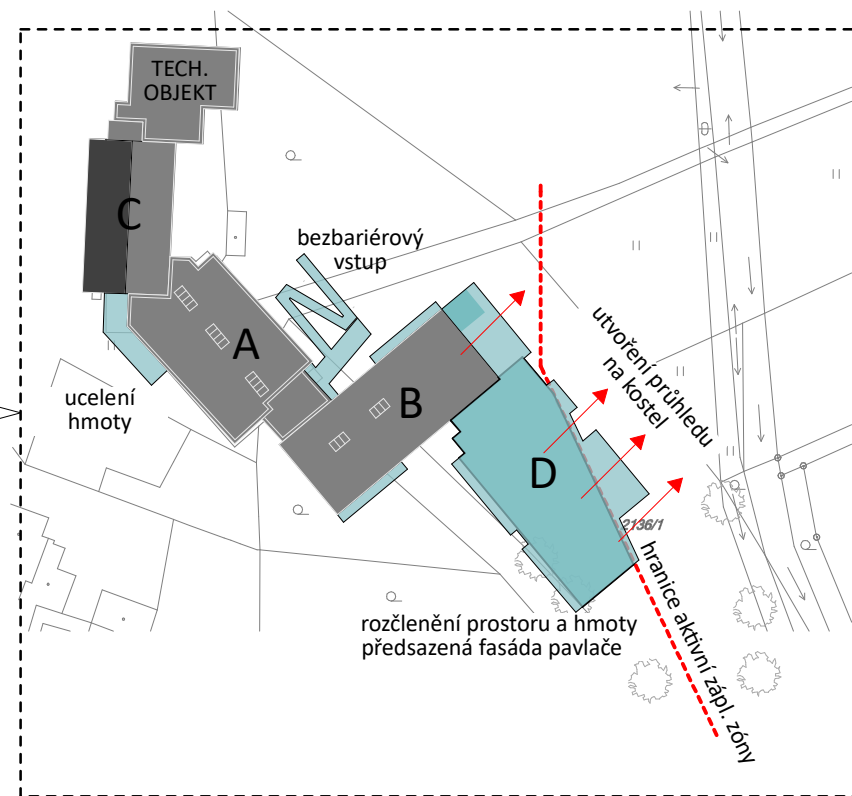 TECH.
OBJEKT
C
bezbariérový
vstup
A
utvoření průhledu
na kostel
ucelení
hmoty
B
D
2136/1
hranice aktivní zápl. zóny
rozčlenění prostoru a hmoty
předsazená fasáda pavlače